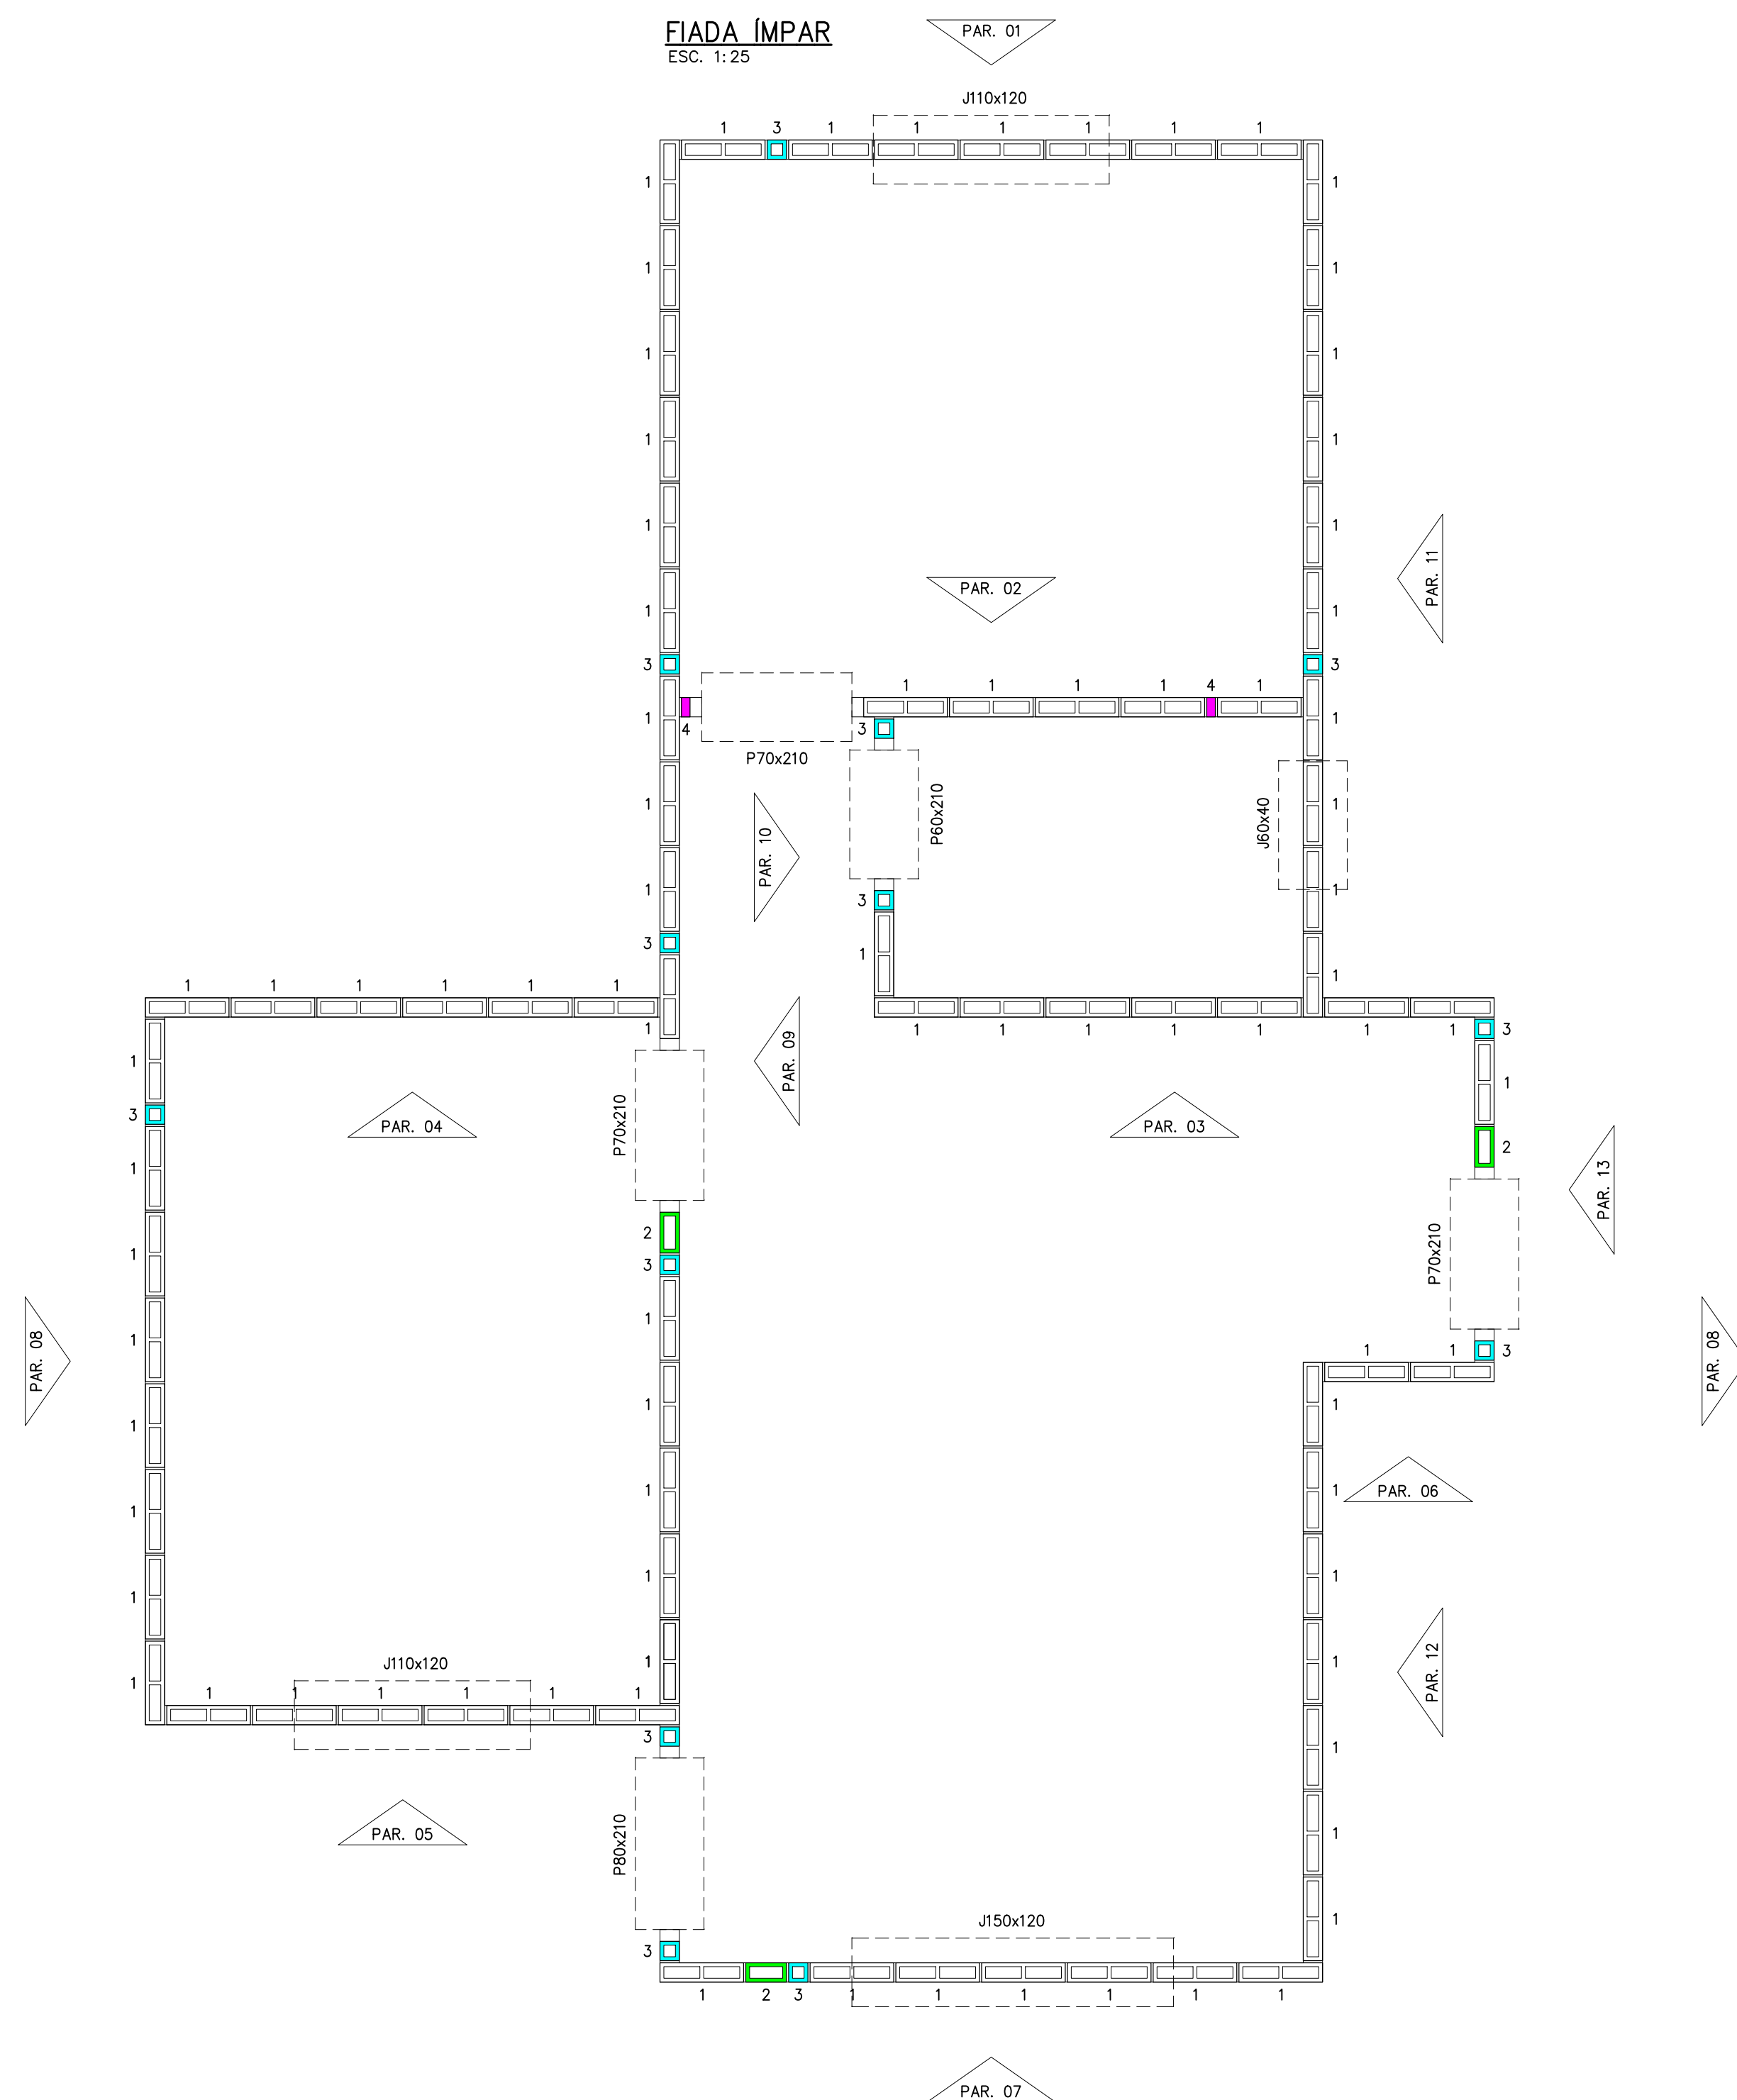 FIADA ÍMPAR
ESC. 1:25
PAR. 01
J110x120
1 3 1 1 1 1 1 1
1 1
1 1
1 1
1 1
1 1
PAR. 11
PAR. 02
1 1
3 3
1 1 1 1 4 1
1 4 3 1
P70x210
P60x210
J60x40
1 1
PAR. 10
1 3 1
3 1
1 1 1 1 1 1 1
1 1 1 1 1 1 1 1 3
PAR. 09
1 1
P70x210
3
PAR. 04
PAR. 03
1 2
PAR. 13
2
1 P70x210
3
1 1
PAR. 08
1 1 1 3
PAR. 08
1 1 1
PAR. 06
1 1 1
1 1 1
J110x120
1 1
PAR. 12
1
1 1 1 1 1 1
3 1
PAR. 05
P80x210
1
J150x120
1
3
1 2 3 1 1 1 1 1 1
PAR. 07